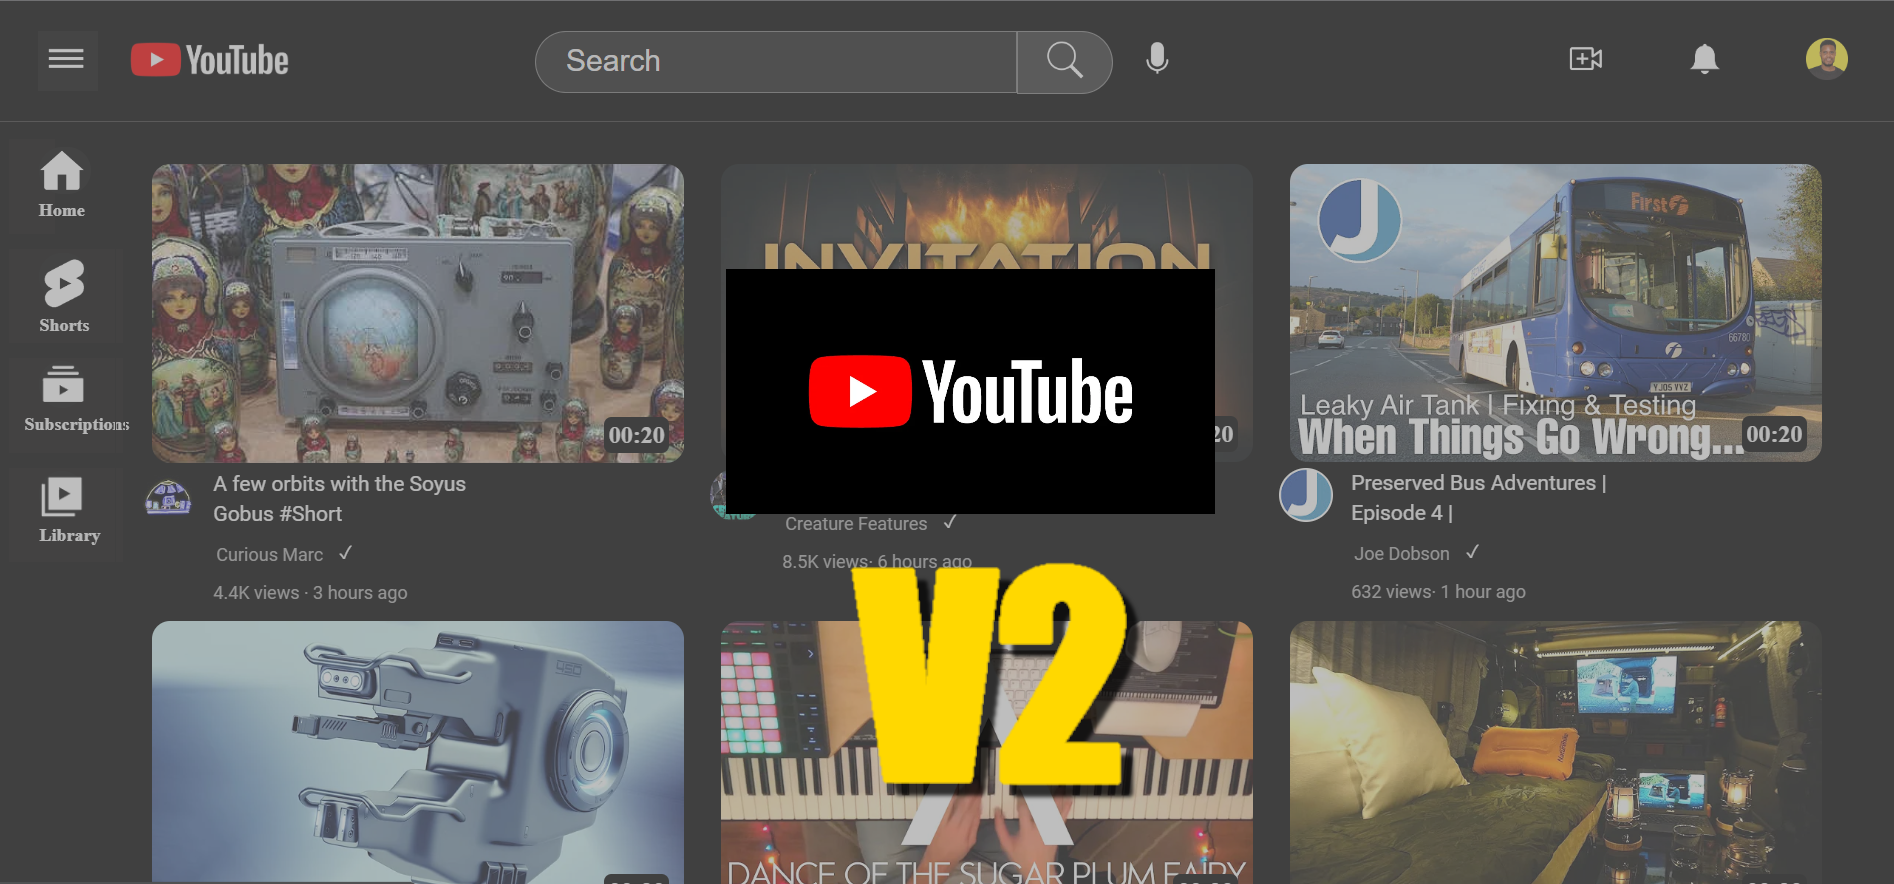 YouTube
Search
Home
Shorts
Subscriptions
Library
00:20
A few orbits with the Soyus
Gobus #Short
Curious Marc ✓
4.4K views · 3 hours ago
INVITATION
YouTube
20
Creature Features ✓
8.5K views· 6 hours ago
First
J
66780
YJ05 VVZ
Leaky Air Tank | Fixing & Testing
When Things Go Wrong...
00:20
J
Preserved Bus Adventures |
Episode 4 |
Joe Dobson ✓
632 views· 1 hour ago
V2
DANCE OF THE SUGAR PLUM FAIRY